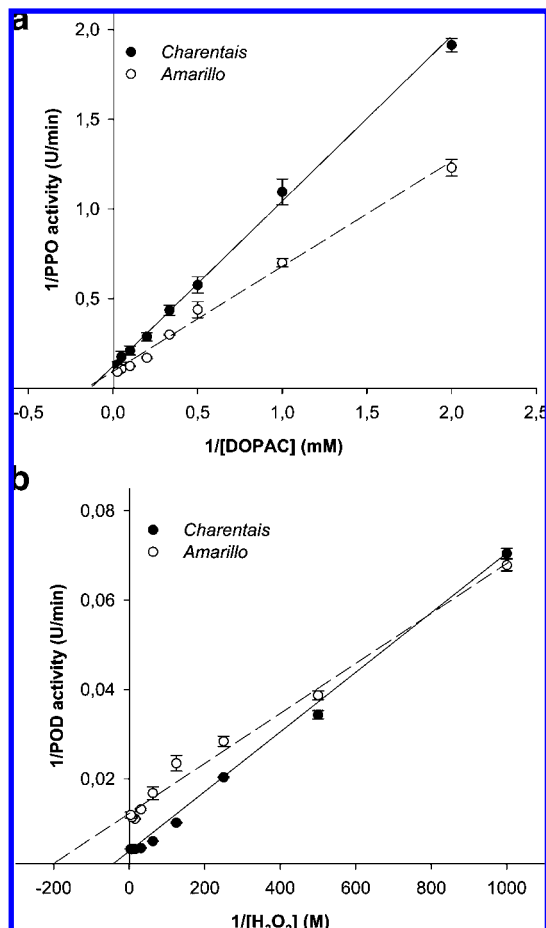 a
2,0
1,5
1,0
0,5
1/PPO activity (U/min)
Charentais
Amarillo
-0,5 0,0 0,5 1,0 1,5 2,0 2,5
1/[DOPAC] (mM)
b
0,08
0,06
0,04
0,02
1/POD activity (U/min)
Charentais
Amarillo
-200 0 200 400 600 800 1000
1/[H₂O₂] (M)